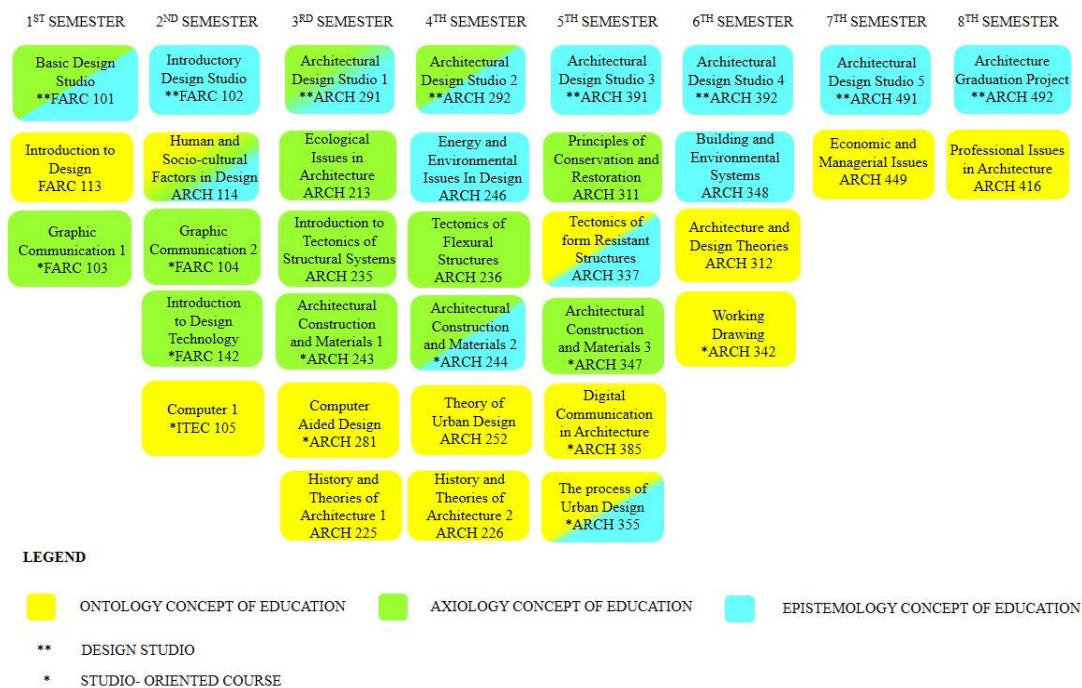 1ST SEMESTER
2ND SEMESTER
3RD SEMESTER
4TH SEMESTER
5TH SEMESTER
6TH SEMESTER
7TH SEMESTER
8TH SEMESTER
Basic Design
Studio
**FARC 101
Introductory
Design Studio
**FARC 102
Architectural
Design Studio 1
**ARCH 291
Architectural
Design Studio 2
**ARCH 292
Architectural
Design Studio 3
**ARCH 391
Architectural
Design Studio 4
**ARCH 392
Architectural
Design Studio 5
**ARCH 491
Architecture
Graduation Project
**ARCH 492
Introduction to
Design
FARC 113
Human and
Socio-cultural
Factors in Design
ARCH 114
Ecological
Issues in
Architecture
ARCH 213
Energy and
Environmental
Issues In Design
ARCH 246
Principles of
Conservation and
Restoration
ARCH 311
Building and
Environmental
Systems
ARCH 348
Economic and
Managerial Issues
ARCH 449
Professional Issues
in Architecture
ARCH 416
Graphic
Communication 1
*FARC 103
Graphic
Communication 2
*FARC 104
Introduction to
Tectonics of
Structural Systems
ARCH 235
Tectonics of
Flexural
Structures
ARCH 236
Tectonics of
form Resistant
Structures
ARCH 337
Architecture and
Design Theories
ARCH 312
Introduction
to Design
Technology
*FARC 142
Architectural
Construction
and Materials 1
*ARCH 243
Architectural
Construction
and Materials 2
*ARCH 244
Architectural
Construction
and Materials 3
*ARCH 347
Working
Drawing
*ARCH 342
Computer 1
*ITEC 105
Computer
Aided Design
*ARCH 281
Theory of
Urban Design
ARCH 252
Digital
Communication
in Architecture
*ARCH 385
History and
Theories of
Architecture 1
ARCH 225
History and
Theories of
Architecture 2
ARCH 226
The process of
Urban Design
*ARCH 355
LEGEND
ONTOLOGY CONCEPT OF EDUCATION
AXIOLOGY CONCEPT OF EDUCATION
EPISTEMOLOGY CONCEPT OF EDUCATION
** DESIGN STUDIO
* STUDIO- ORIENTED COURSE